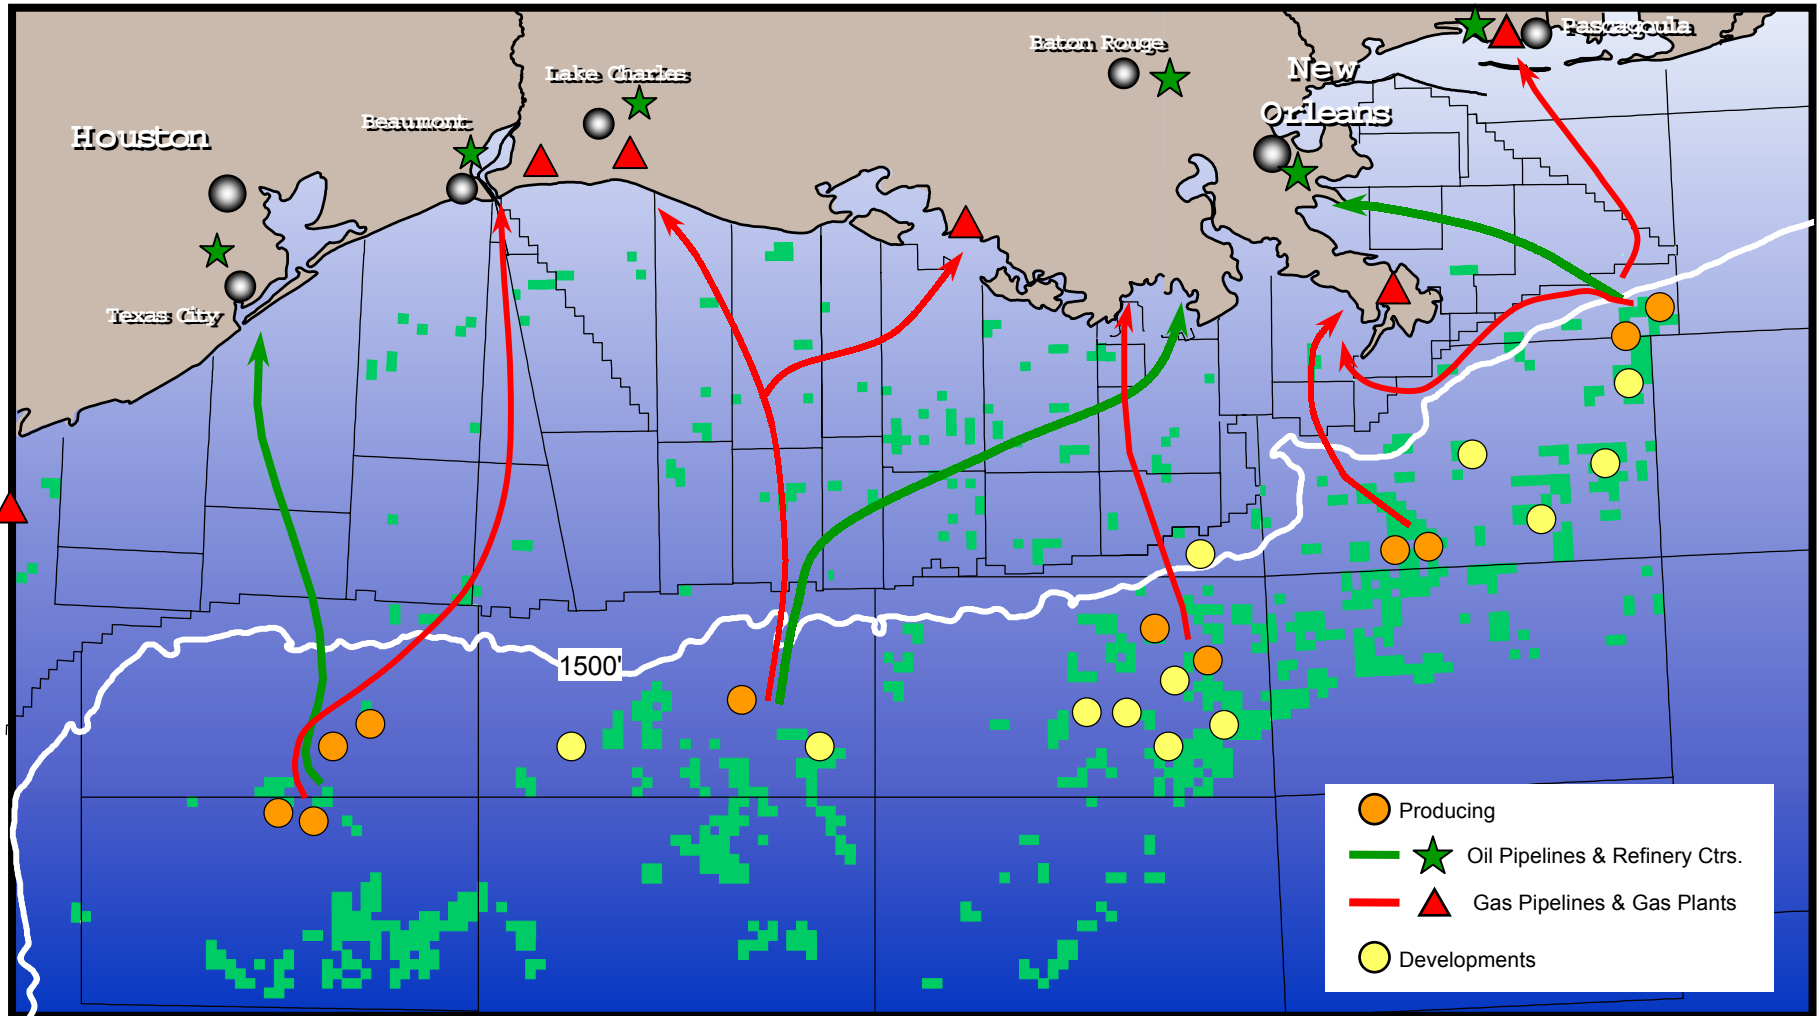 Pascagoula
Baton Rouge
New
Orleans
Lake Charles
Beaumont
Houston
Texas City
1500'
Producing
Oil Pipelines & Refinery Ctrs.
Gas Pipelines & Gas Plants
Developments